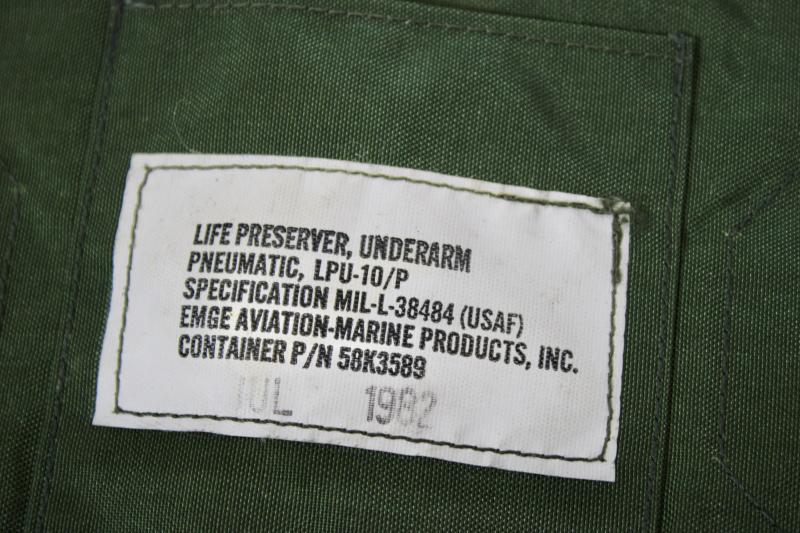 LIFE PRESERVER, UNDERARM
PNEUMATIC, LPU-10/P
SPECIFICATION MIL-L-38484 (USAF)
EMGE AVIATION-MARINE PRODUCTS, INC.
CONTAINER P/N 58K3589
JUL 1982